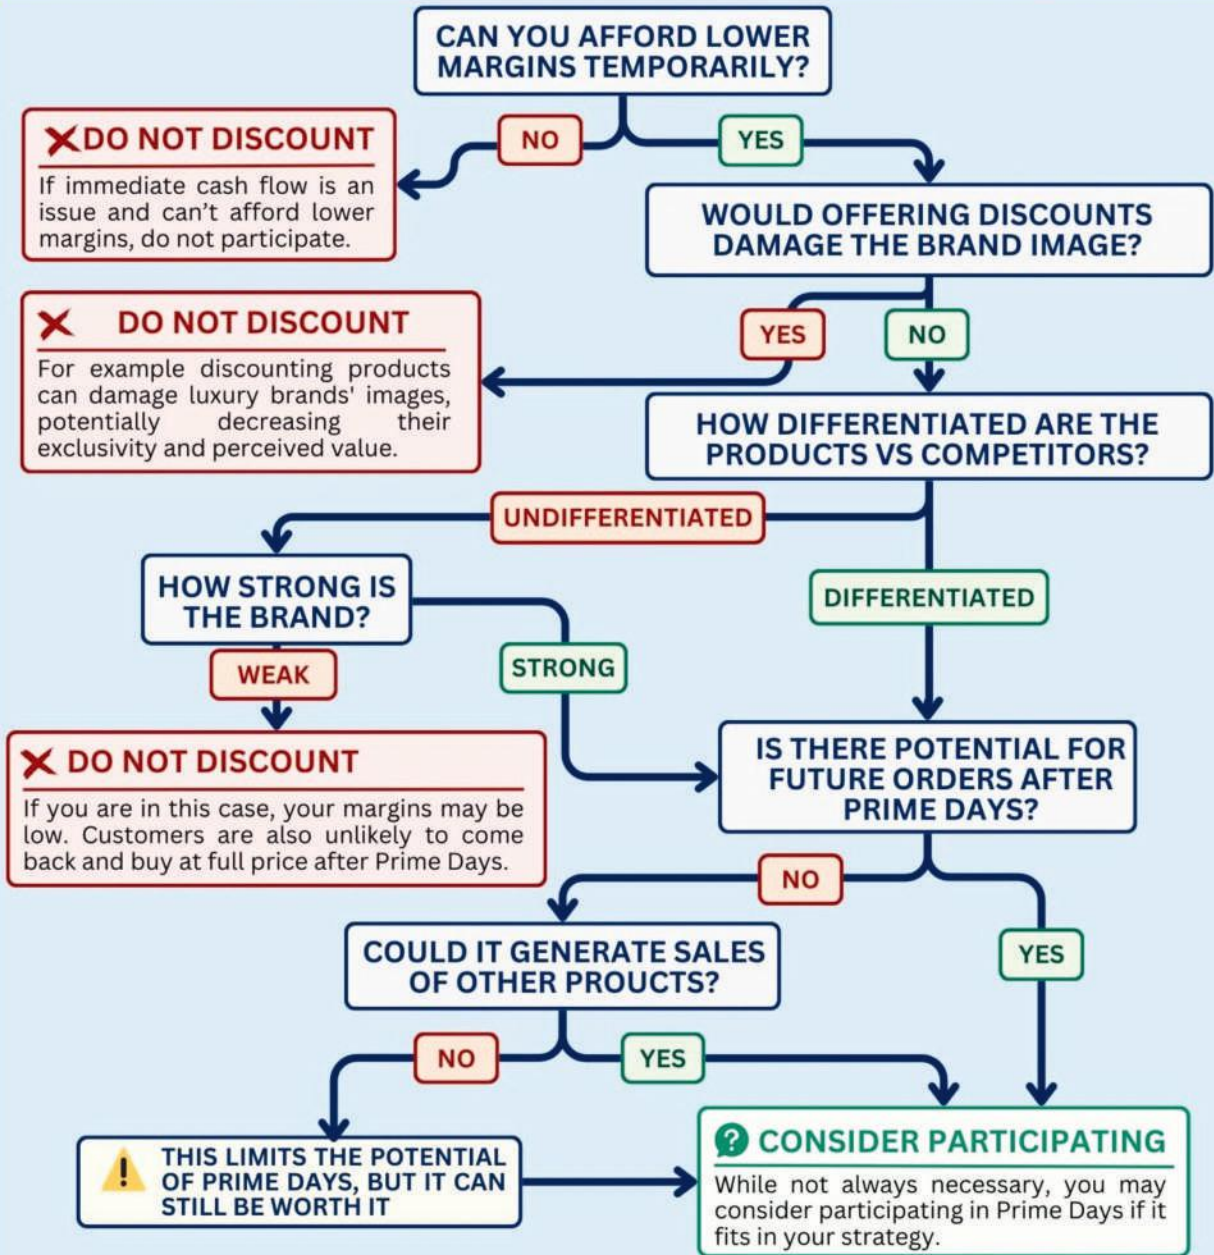 CAN YOU AFFORD LOWER
MARGINS TEMPORARILY?
NO
YES
DO NOT DISCOUNT
If immediate cash flow is an
issue and can't afford lower
margins, do not participate.
WOULD OFFERING DISCOUNTS
DAMAGE THE BRAND IMAGE?
YES
NO
DO NOT DISCOUNT
For example discounting products
can damage luxury brands' images,
potentially decreasing their
exclusivity and perceived value.
HOW DIFFERENTIATED ARE THE
PRODUCTS VS COMPETITORS?
UNDIFFERENTIATED
DIFFERENTIATED
HOW STRONG IS
THE BRAND?
WEAK
STRONG
DO NOT DISCOUNT
If you are in this case, your margins may be
low. Customers are also unlikely to come
back and buy at full price after Prime Days.
IS THERE POTENTIAL FOR
FUTURE ORDERS AFTER
PRIME DAYS?
NO
YES
COULD IT GENERATE SALES
OF OTHER PROUCTS?
NO
YES
THIS LIMITS THE POTENTIAL
OF PRIME DAYS, BUT IT CAN
STILL BE WORTH IT
CONSIDER PARTICIPATING
While not always necessary, you may
consider participating in Prime Days if it
fits in your strategy.